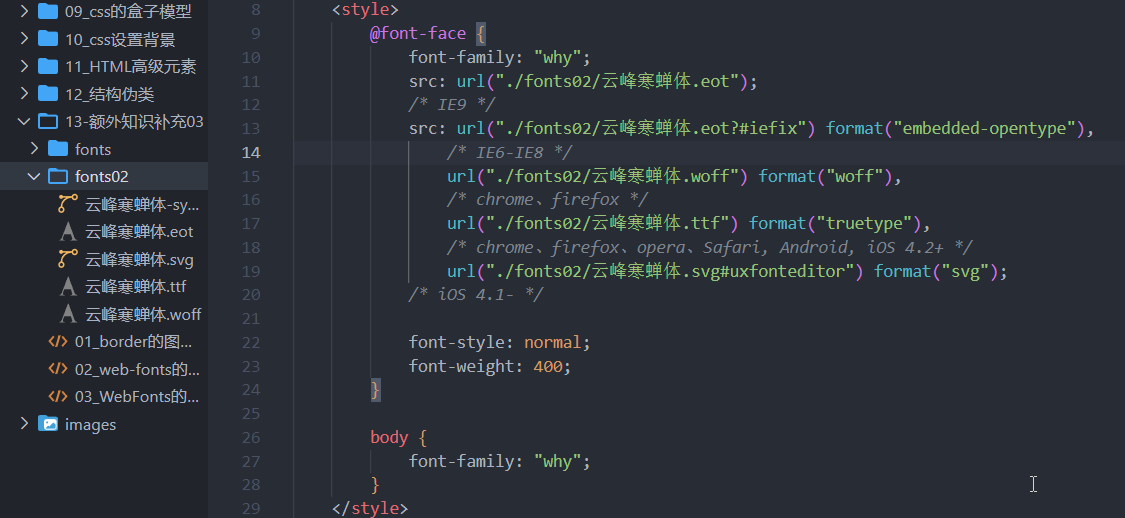 09_css的盒子模型
10_css设置背景
11_HTML高级元素
12_结构伪类
13-额外知识补充03
fonts
fonts02
云峰寒蝉体-sy...
云峰寒蝉体.eot
云峰寒蝉体.svg
云峰寒蝉体.ttf
云峰寒蝉体.woff
01_border的图...
02_web-fonts的...
03_WebFonts的...
images
8 <style>
9 @font-face {
10 font-family: "why";
11 src: url("./fonts02/云峰寒蝉体.eot");
12 /* IE9 */
13 src: url("./fonts02/云峰寒蝉体.eot?#iefix") format("embedded-opentype"),
14 /* IE6-IE8 */
15 url("./fonts02/云峰寒蝉体.woff") format("woff"),
16 /* chrome、firefox */
17 url("./fonts02/云峰寒蝉体.ttf") format("truetype"),
18 /* chrome、firefox、opera、Safari, Android, iOS 4.2+ */
19 url("./fonts02/云峰寒蝉体.svg#uxfonteditor") format("svg");
20 /* iOS 4.1- */
21
22 font-style: normal;
23 font-weight: 400;
24 }
25
26 body {
27 font-family: "why";
28 }
29 </style>